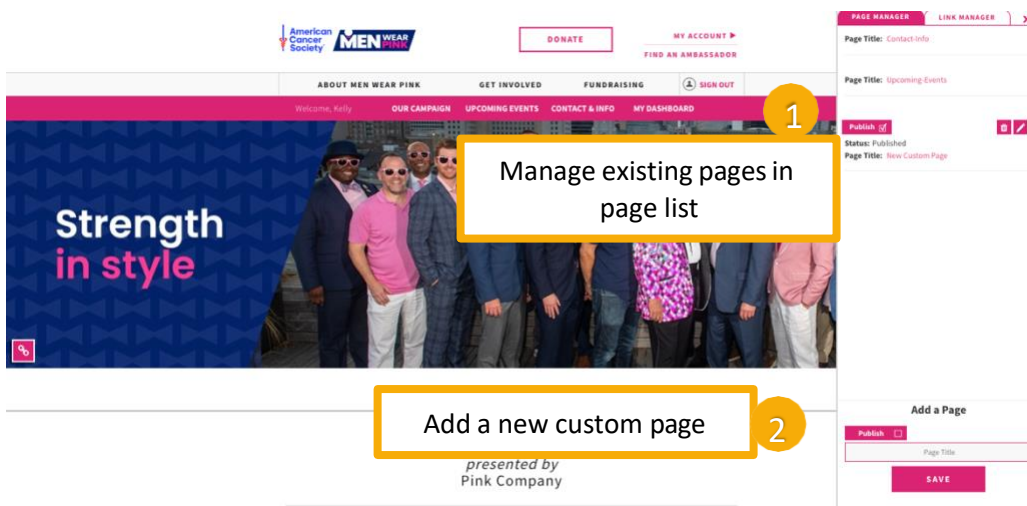 American
Cancer
Society
MEN WEAR
PINK
DONATE
MY ACCOUNT ▶
FIND AN AMBASSADOR
ABOUT MEN WEAR PINK
GET INVOLVED
FUNDRAISING
SIGN OUT
Welcome, Kelly
OUR CAMPAIGN
UPCOMING EVENTS
CONTACT & INFO
MY DASHBOARD
Strength
in style
1
Manage existing pages in
page list
Add a new custom page
2
presented by
Pink Company
PAGE MANAGER
LINK MANAGER
Page Title: Contact-Info
Page Title: Upcoming-Events
Publish
Status: Published
Page Title: New Custom Page
Add a Page
Publish
Page Title
SAVE